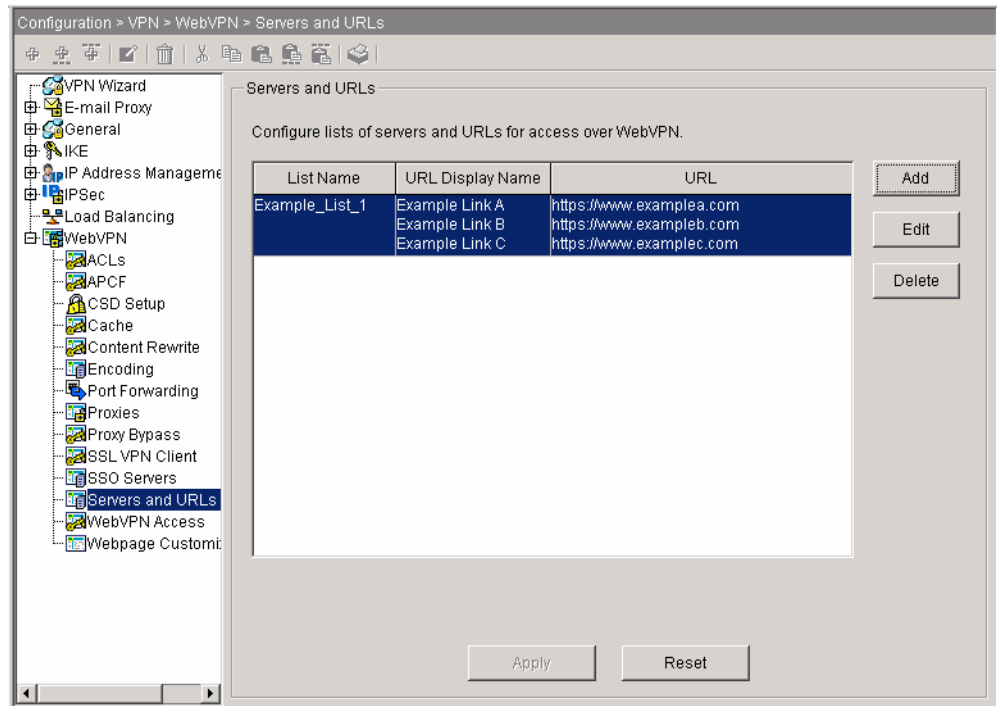 Configuration > VPN > WebVPN > Servers and URLs
VPN Wizard
E-mail Proxy
General
IKE
IP Address Manageme
IPSec
Load Balancing
WebVPN
ACLs
APCF
CSD Setup
Cache
Content Rewrite
Encoding
Port Forwarding
Proxies
Proxy Bypass
SSL VPN Client
SSO Servers
Servers and URLs
WebVPN Access
Webpage Customi
Servers and URLs
Configure lists of servers and URLs for access over WebVPN.
List Name URL Display Name URL
Example_List_1 Example Link A https://www.examplea.com
Example Link B https://www.exampleb.com
Example Link C https://www.examplec.com
Add
Edit
Delete
Apply Reset